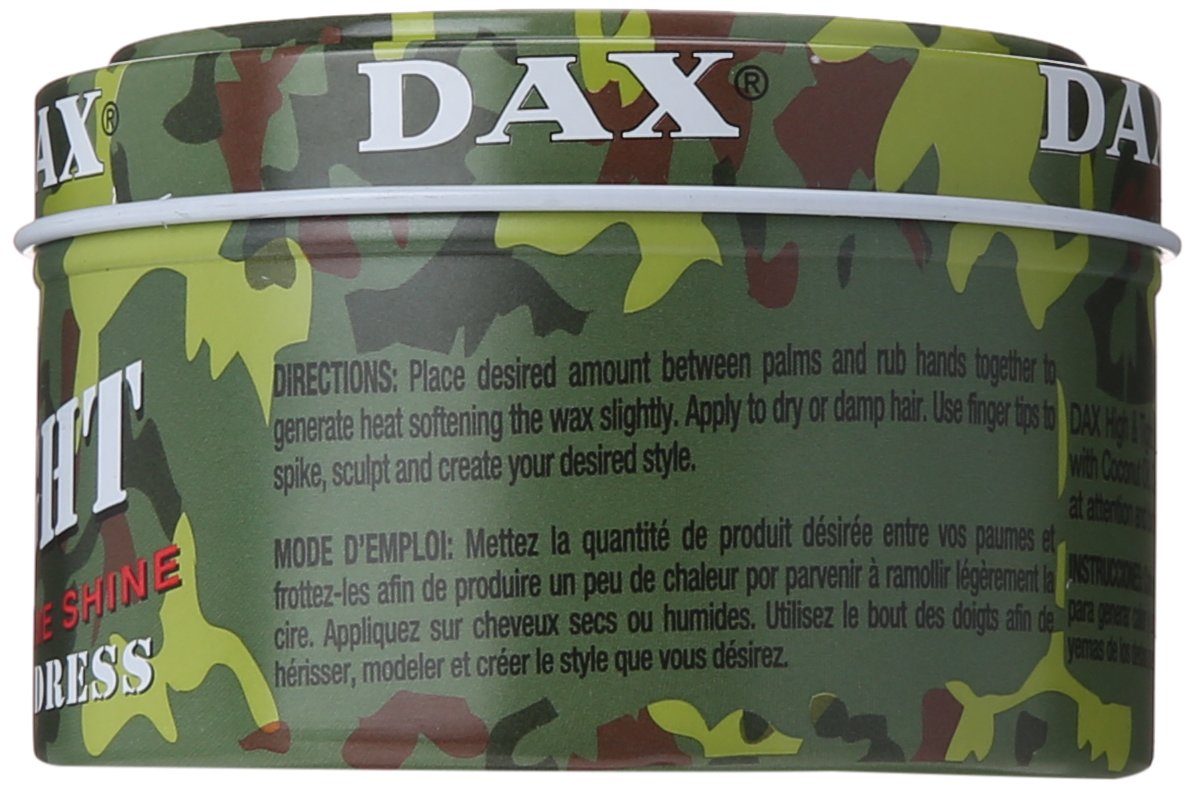 AX®
DAX®
DA
HT
SHINE
DRESS
DIRECTIONS: Place desired amount between palms and rub hands together to
generate heat softening the wax slightly. Apply to dry or damp hair. Use finger tips to
spike, sculpt and create your desired style.
MODE D'EMPLOI: Mettez la quantité de produit désirée entre vos paumes et
frottez-les afin de produire un peu de chaleur por parvenir à ramollir légèrement la
cire. Appliquez sur cheveux secs ou humides. Utilisez le bout des doigts afin de
hérisser, modeler et créer le style que vous désirez.
DAX High &
with Coconut
at attention
INSTRUCCIONES
para generar
yemas de los